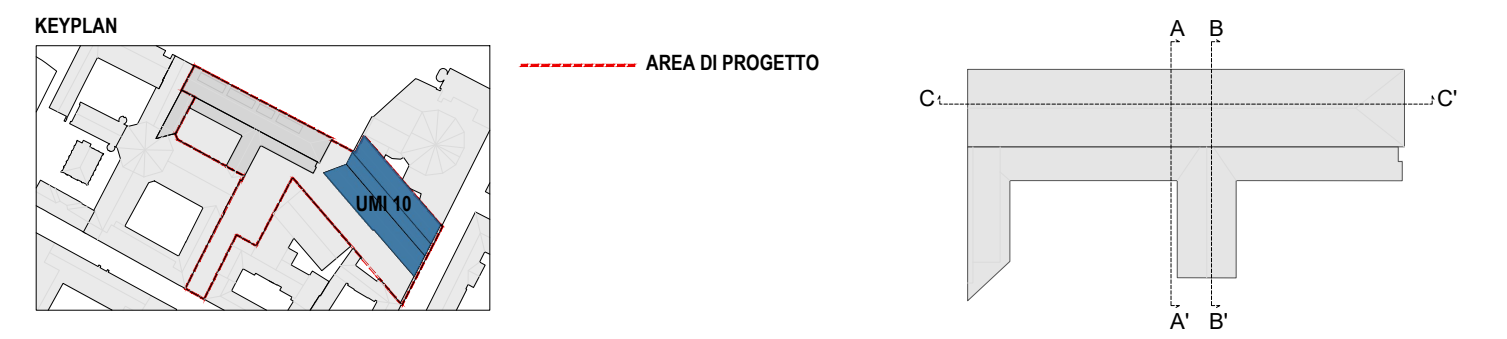 KEYPLAN
UMI 10
AREA DI PROGETTO
A B
C C'
A' B'